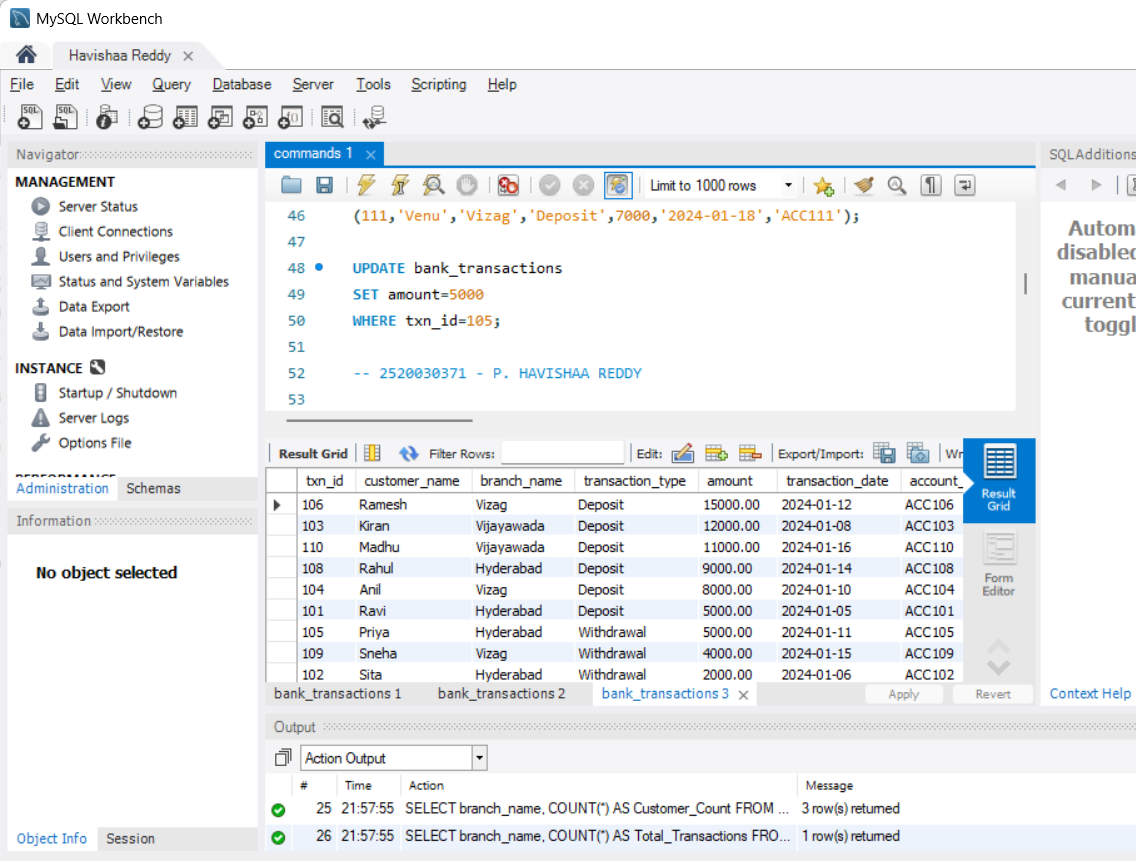 MySQL Workbench
Havishaa Reddy
File Edit View Query Database Server Tools Scripting Help
Navigator
MANAGEMENT
Server Status
Client Connections
Users and Privileges
Status and System Variables
Data Export
Data Import/Restore
INSTANCE
Startup / Shutdown
Server Logs
Options File
PERFORMANCE
Administration Schemas
Information
No object selected
Object Info Session
commands 1
Limit to 1000 rows
46 (111,'Venu','Vizag','Deposit',7000,'2024-01-18','ACC111');
47
48 UPDATE bank_transactions
49 SET amount=5000
50 WHERE txn_id=105;
51
52 -- 2520030371 - P. HAVISHAA REDDY
53
Result Grid Filter Rows: Edit: Export/Import: Wr
txn_id customer_name branch_name transaction_type amount transaction_date account_
106 Ramesh Vizag Deposit 15000.00 2024-01-12 ACC106
103 Kiran Vijayawada Deposit 12000.00 2024-01-08 ACC103
110 Madhu Vijayawada Deposit 11000.00 2024-01-16 ACC110
108 Rahul Hyderabad Deposit 9000.00 2024-01-14 ACC108
104 Anil Vizag Deposit 8000.00 2024-01-10 ACC104
101 Ravi Hyderabad Deposit 5000.00 2024-01-05 ACC101
105 Priya Hyderabad Withdrawal 5000.00 2024-01-11 ACC105
109 Sneha Vizag Withdrawal 4000.00 2024-01-15 ACC109
102 Sita Hyderabad Withdrawal 2000.00 2024-01-06 ACC102
Result
Grid
Form
Editor
bank_transactions 1 bank_transactions 2 bank_transactions 3 Apply Revert
Output
Action Output
# Time Action Message
25 21:57:55 SELECT branch_name, COUNT(*) AS Customer_Count FROM ... 3 row(s) returned
26 21:57:55 SELECT branch_name, COUNT(*) AS Total_Transactions FRO... 1 row(s) returned
SQLAdditions
Autom
disabled
manua
current
toggl
Context Help